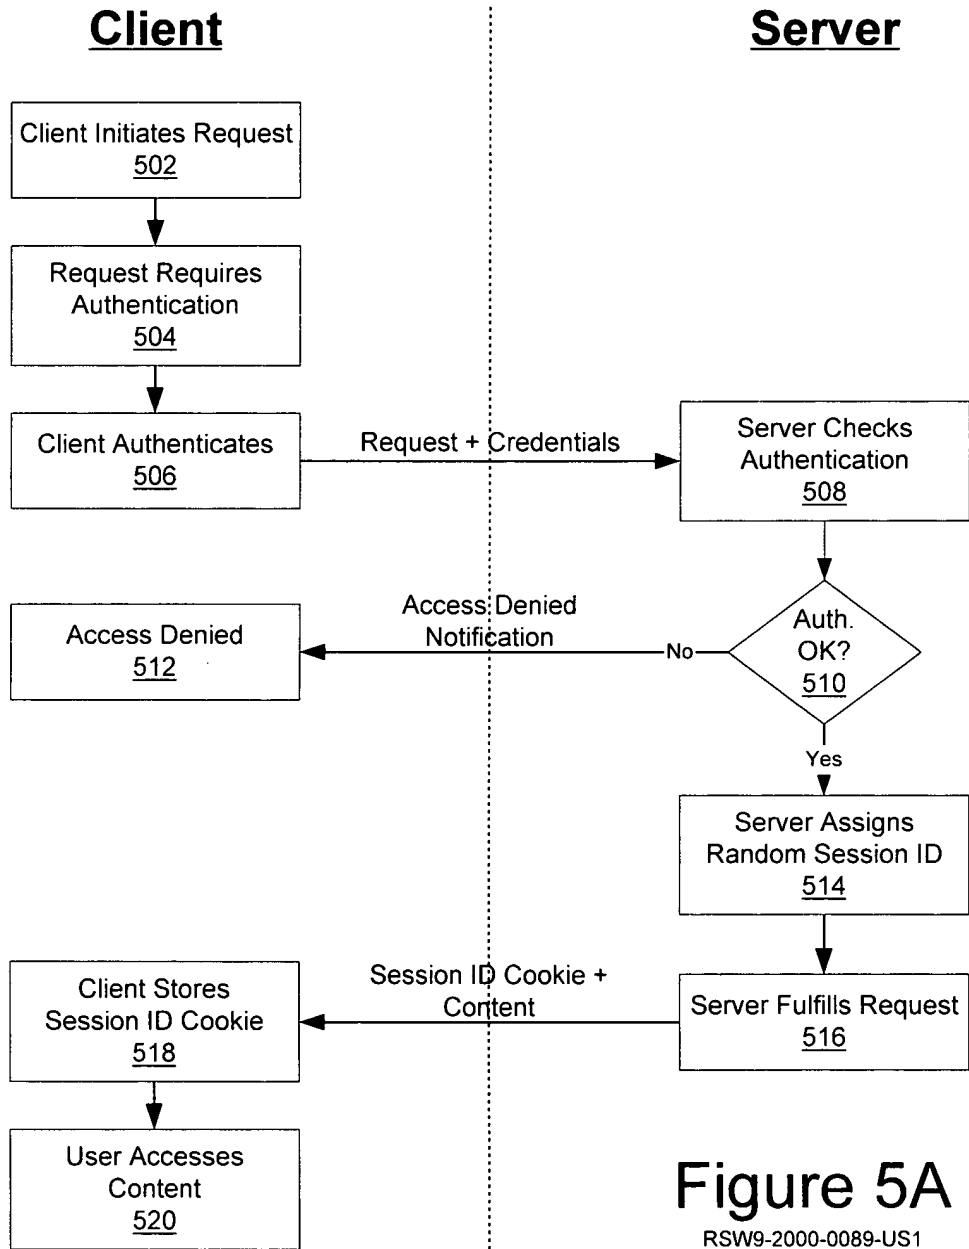 Client
Server
Client Initiates Request
502
Request Requires
Authentication
504
Client Authenticates
506
Request + Credentials
Server Checks
Authentication
508
Access Denied
Notification
Access Denied
512
No
Auth.
OK?
510
Yes
Server Assigns
Random Session ID
514
Session ID Cookie +
Content
Client Stores
Session ID Cookie
518
Server Fulfills Request
516
User Accesses
Content
520
Figure 5A
RSW9-2000-0089-US1